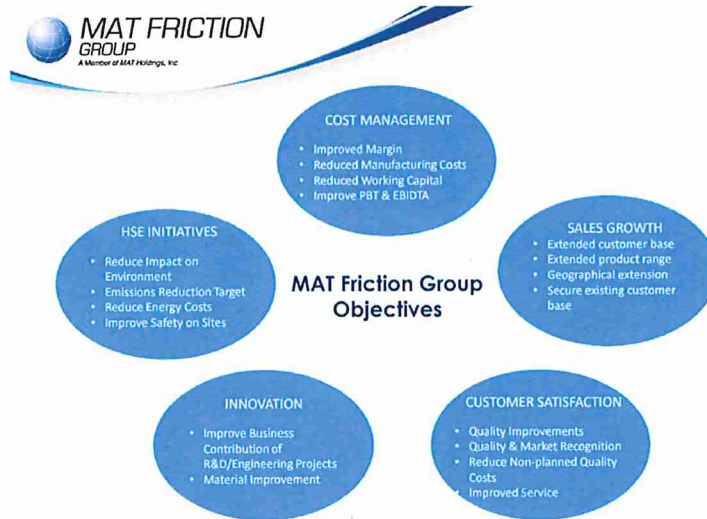 MAT FRICTION
GROUP
A Member of MAT Holdings, Inc
COST MANAGEMENT
• Improved Margin
• Reduced Manufacturing Costs
• Reduced Working Capital
• Improve PBT & EBIDTA
HSE INITIATIVES
• Reduce Impact on
Environment
• Emissions Reduction Target
• Reduce Energy Costs
• Improve Safety on Sites
MAT Friction Group
Objectives
SALES GROWTH
• Extended customer base
• Extended product range
• Geographical extension
• Secure existing customer
base
INNOVATION
• Improve Business
Contribution of
R&D/Engineering Projects
• Material Improvement
CUSTOMER SATISFACTION
• Quality Improvements
• Quality & Market Recognition
• Reduce Non-planned Quality
Costs
• Improved Service